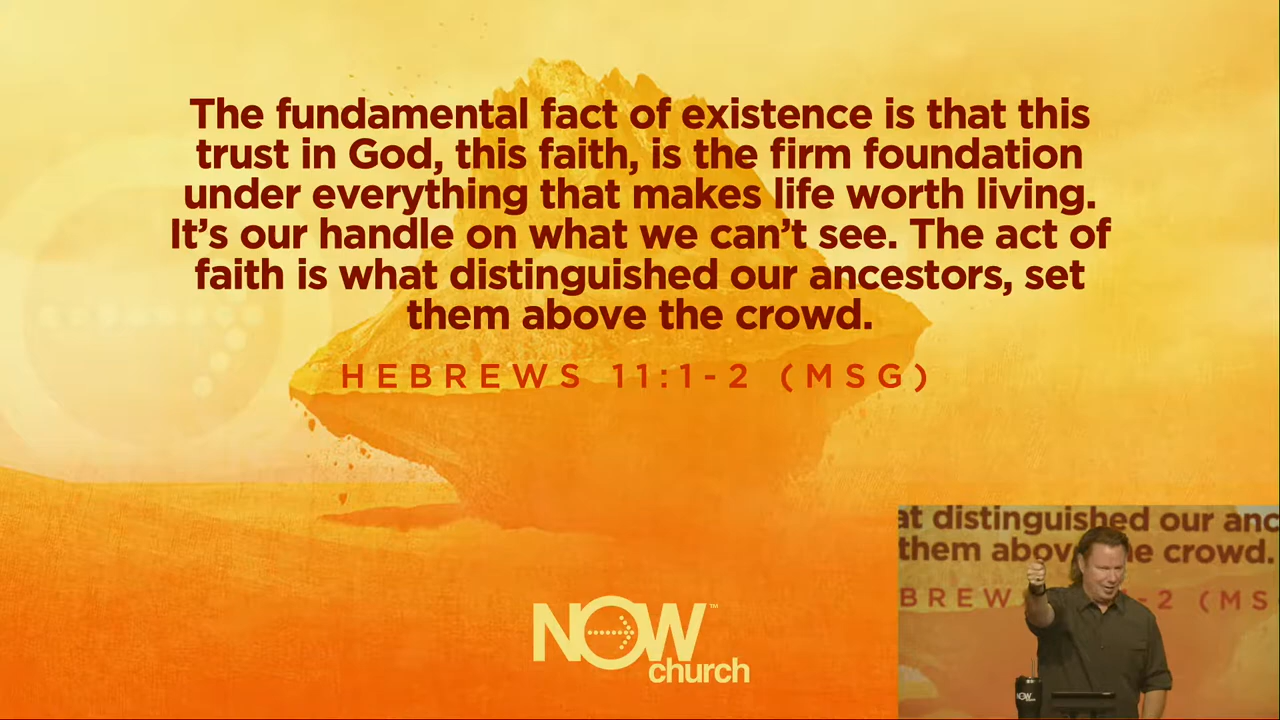 The fundamental fact of existence is that this
trust in God, this faith, is the firm foundation
under everything that makes life worth living.
It’s our handle on what we can’t see. The act of
faith is what distinguished our ancestors, set
them above the crowd.
HEBREWS 11:1-2 (MSG)
NOW™
church
at distinguished our anc
them above the crowd.
BREW 1-2 (MS
NOW